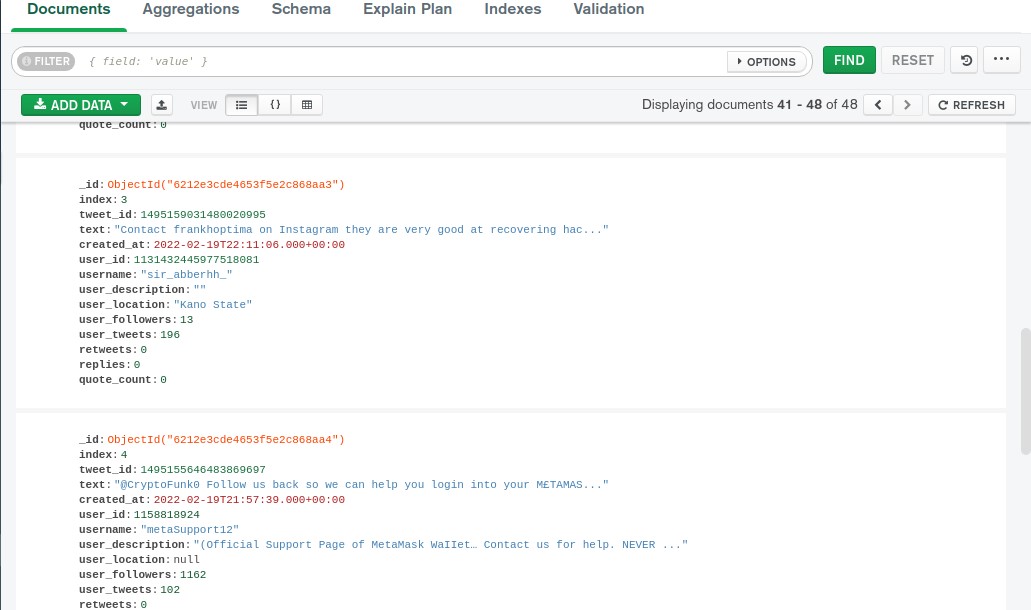 Documents Aggregations Schema Explain Plan Indexes Validation
FILTER { field: 'value' } OPTIONS FIND RESET ...
ADD DATA VIEW {} Displaying documents 41 - 48 of 48 < > REFRESH
quote_count: 0
_id: ObjectId("6212e3cde4653f5e2c868aa3")
index: 3
tweet_id: 1495159031480020995
text: "Contact frankhoptima on Instagram they are very good at recovering hac..."
created_at: 2022-02-19T22:11:06.000+00:00
user_id: 1131432445977518081
username: "sir_abberhh_"
user_description: ""
user_location: "Kano State"
user_followers: 13
user_tweets: 196
retweets: 0
replies: 0
quote_count: 0
_id: ObjectId("6212e3cde4653f5e2c868aa4")
index: 4
tweet_id: 1495155646483869697
text: "@CryptoFunk0 Follow us back so we can help you login into your M£TAMAS..."
created_at: 2022-02-19T21:57:39.000+00:00
user_id: 1158818924
username: "metaSupport12"
user_description: "(Official Support Page of MetaMask WaIIet… Contact us for help. NEVER ..."
user_location: null
user_followers: 1162
user_tweets: 102
retweets: 0